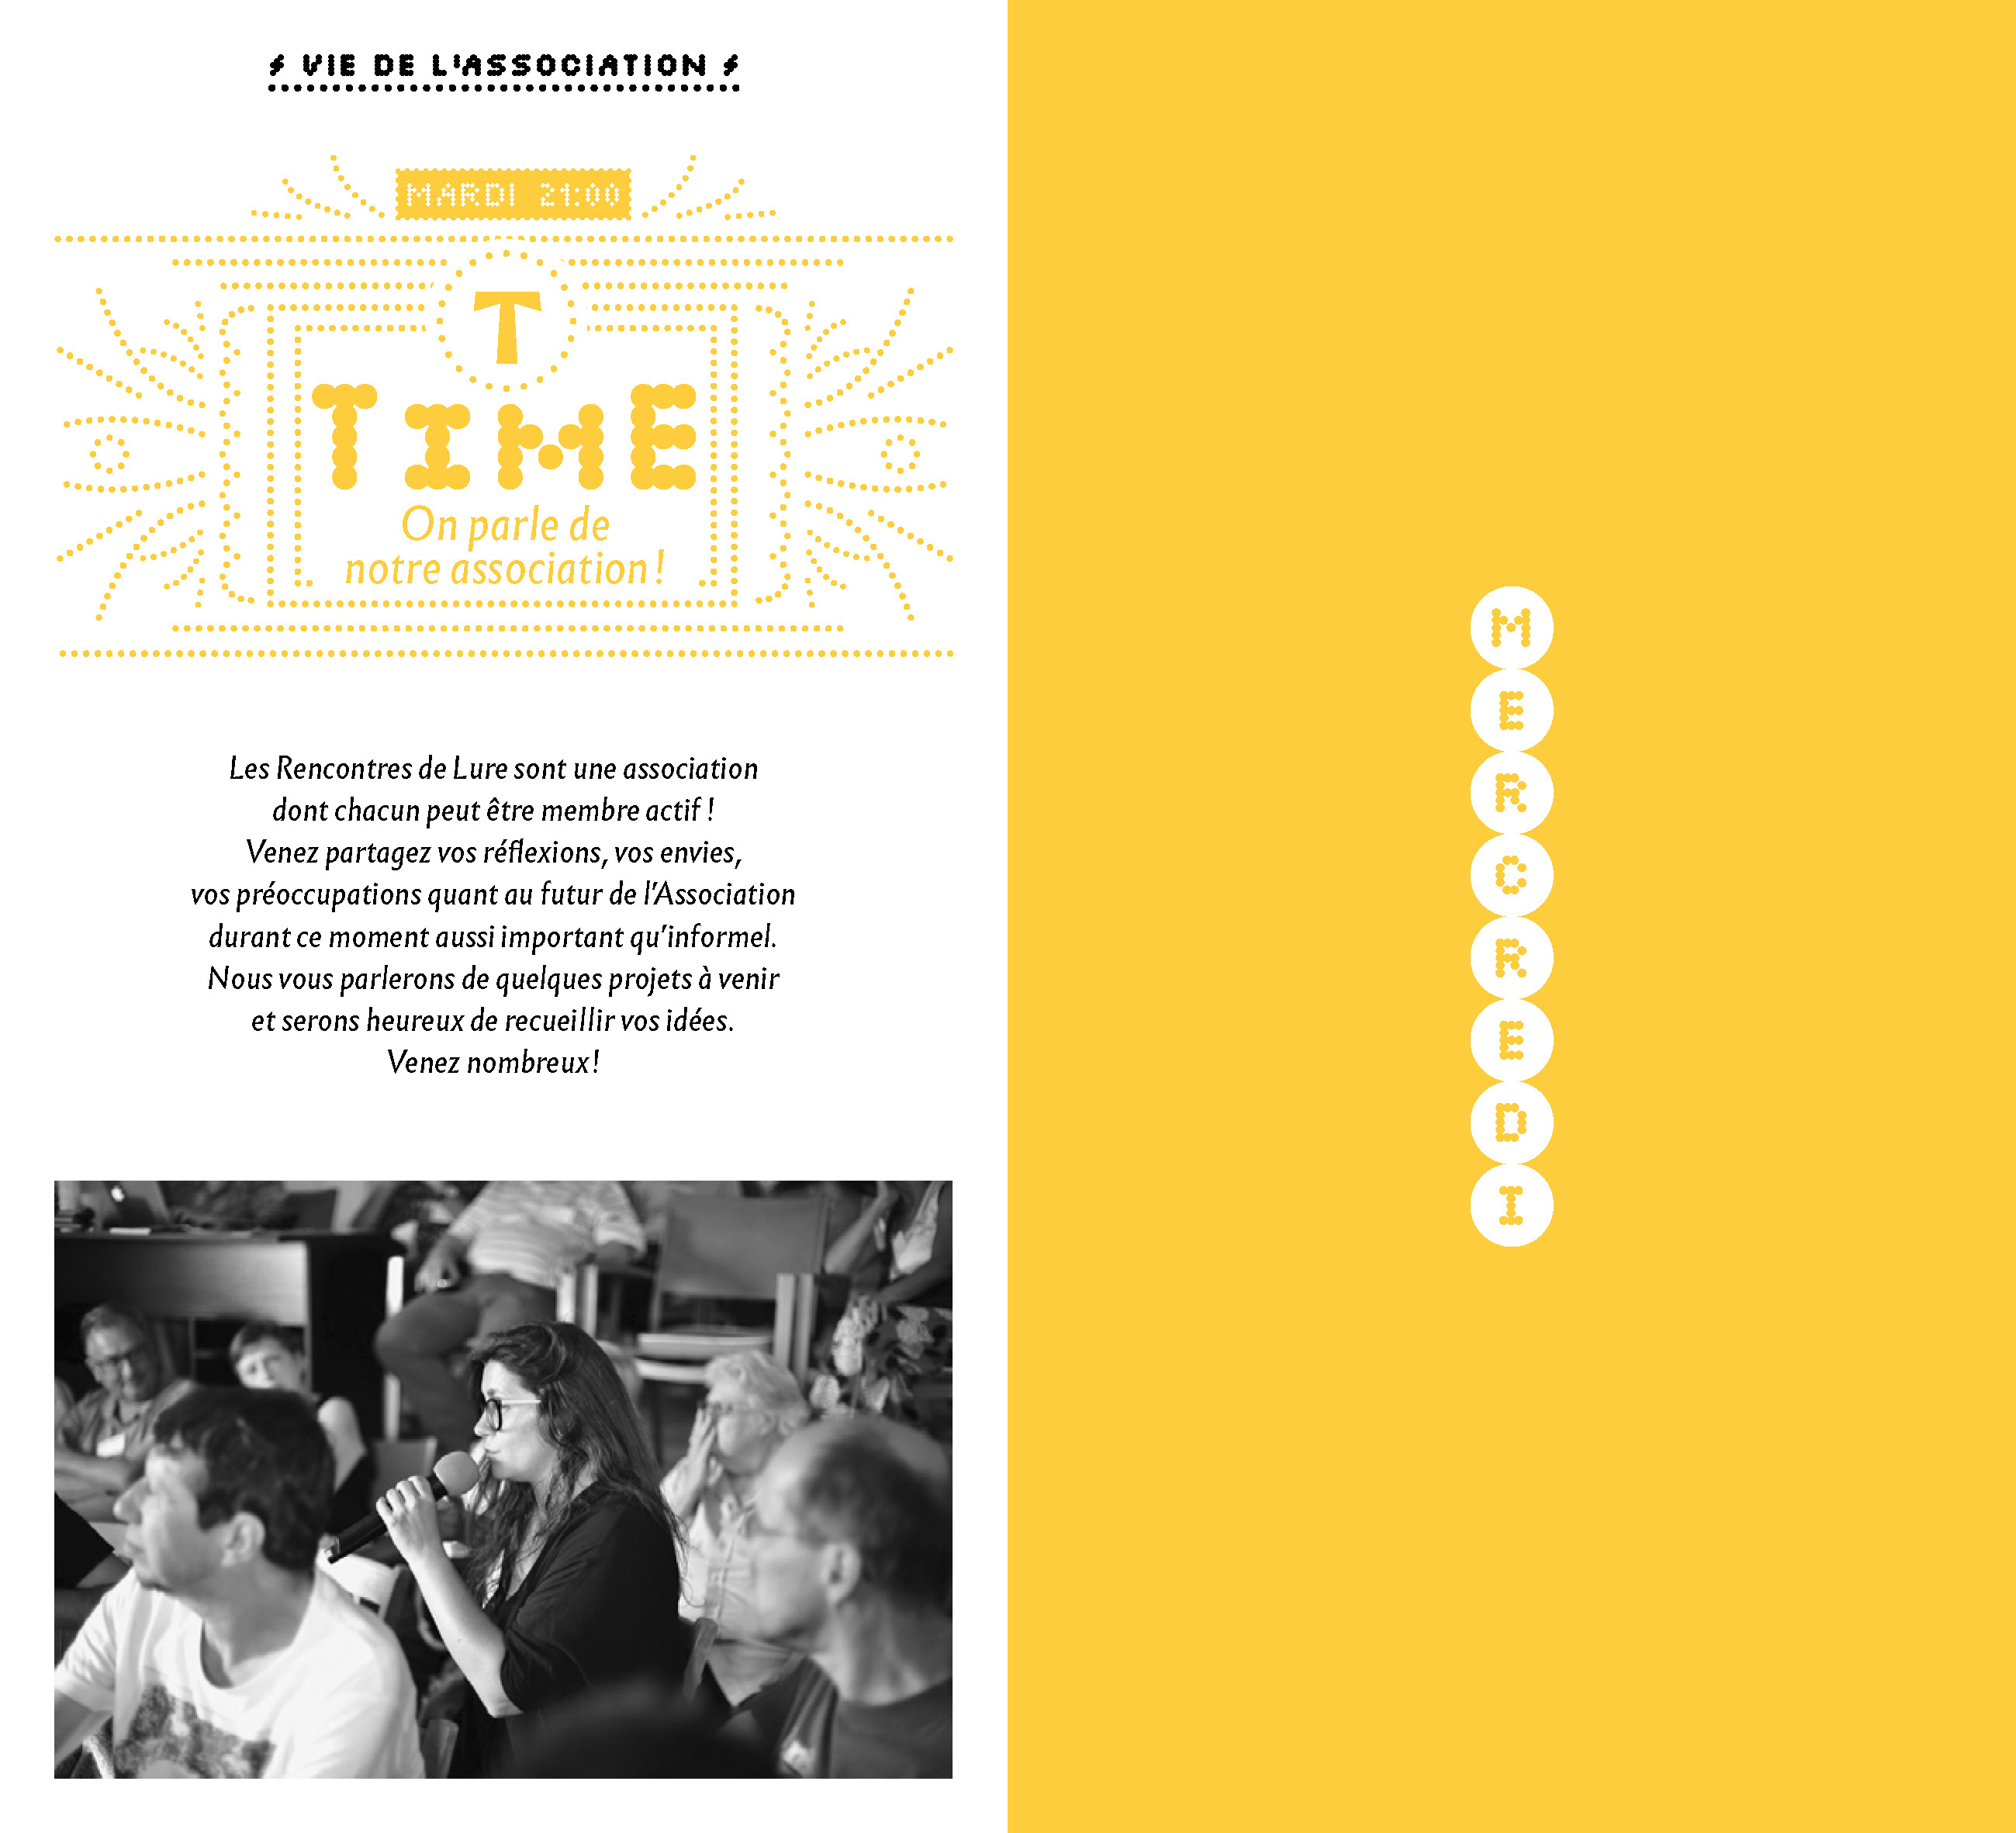 VIE DE L'ASSOCIATION
MARDI 21:00
T
TIME
On parle de
notre association !
Les Rencontres de Lure sont une association
dont chacun peut être membre actif !
Venez partagez vos réflexions, vos envies,
vos préoccupations quant au futur de l’Association
durant ce moment aussi important qu’informel.
Nous vous parlerons de quelques projets à venir
et serons heureux de recueillir vos idées.
Venez nombreux !
MERCREDI